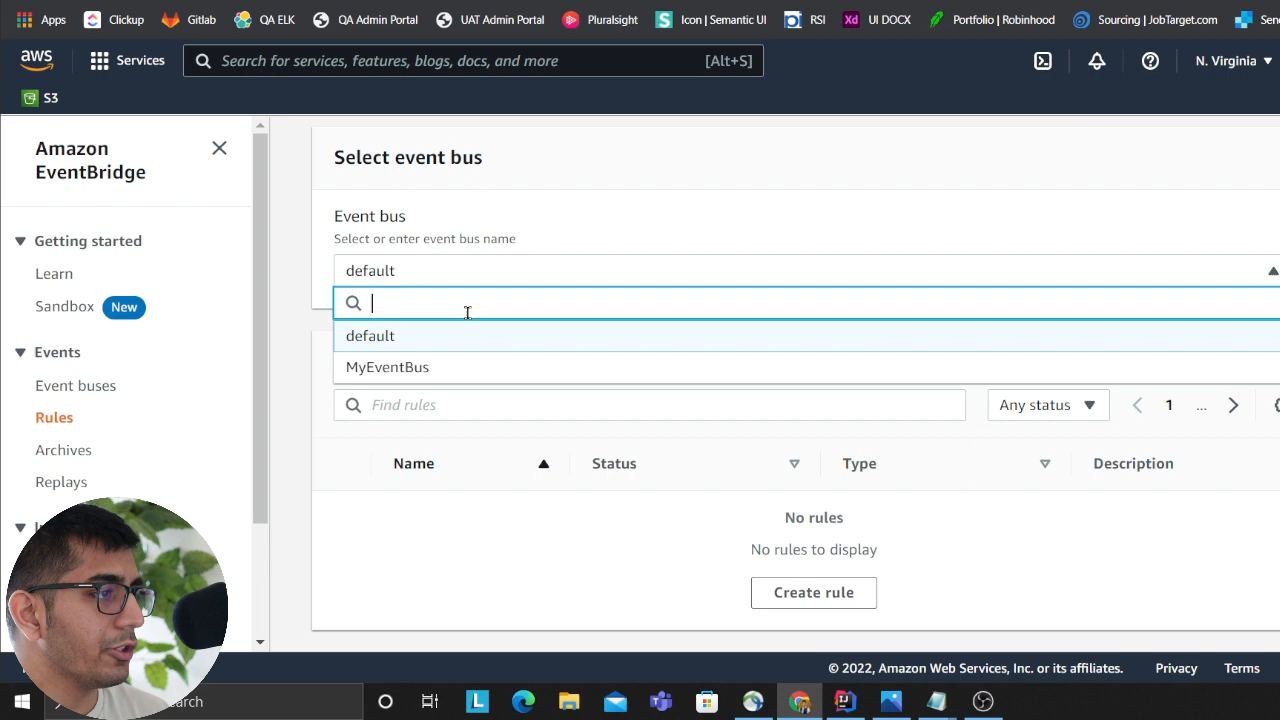 Apps Clickup Gitlab QA ELK QA Admin Portal UAT Admin Portal Pluralsight Icon | Semantic UI RSI UI DOCX Portfolio | Robinhood Sourcing | JobTarget.com Sen
aws Services Search for services, features, blogs, docs, and more [Alt+S] N. Virginia
S3
Amazon EventBridge
Getting started
Learn
Sandbox New
Events
Event buses
Rules
Archives
Replays
Select event bus
Event bus
Select or enter event bus name
default
default
MyEventBus
Find rules Any status 1 ...
Name Status Type Description
No rules
No rules to display
Create rule
© 2022, Amazon Web Services, Inc. or its affiliates. Privacy Terms